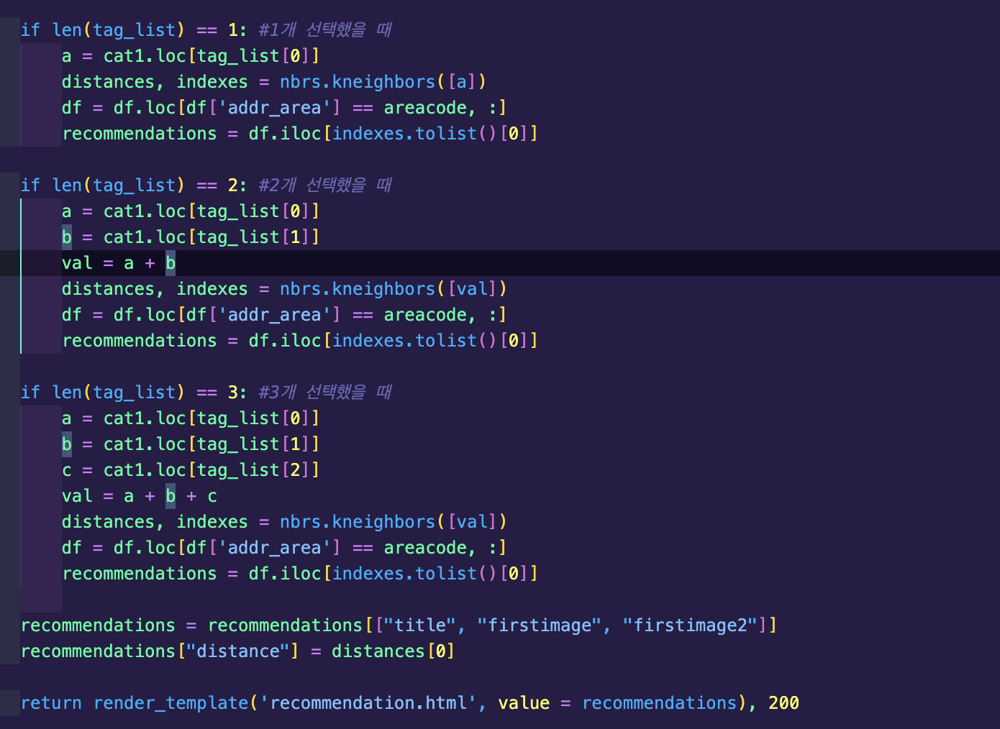 if len(tag_list) == 1: #1개 선택했을 때
    a = cat1.loc[tag_list[0]]
    distances, indexes = nbrs.kneighbors([a])
    df = df.loc[df['addr_area'] == areacode, :]
    recommendations = df.iloc[indexes.tolist()[0]]
if len(tag_list) == 2: #2개 선택했을 때
    a = cat1.loc[tag_list[0]]
    b = cat1.loc[tag_list[1]]
    val = a + b
    distances, indexes = nbrs.kneighbors([val])
    df = df.loc[df['addr_area'] == areacode, :]
    recommendations = df.iloc[indexes.tolist()[0]]
if len(tag_list) == 3: #3개 선택했을 때
    a = cat1.loc[tag_list[0]]
    b = cat1.loc[tag_list[1]]
    c = cat1.loc[tag_list[2]]
    val = a + b + c
    distances, indexes = nbrs.kneighbors([val])
    df = df.loc[df['addr_area'] == areacode, :]
    recommendations = df.iloc[indexes.tolist()[0]]
recommendations = recommendations[["title", "firstimage", "firstimage2"]]
recommendations["distance"] = distances[0]
return render_template('recommendation.html', value = recommendations), 200